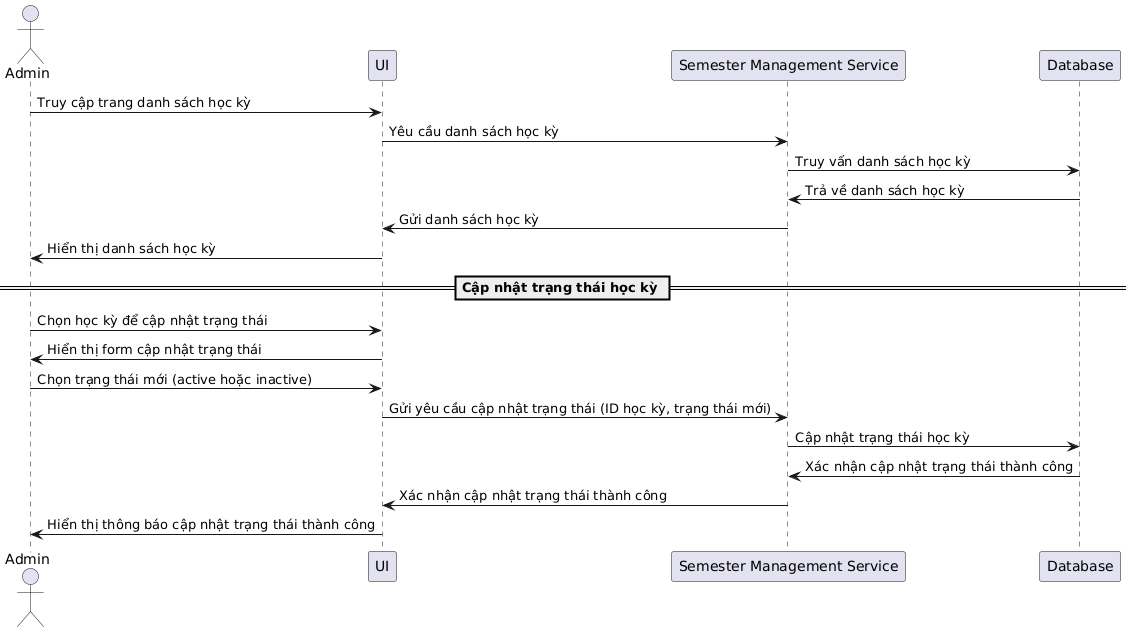 Admin
UI
Semester Management Service
Database
Truy cập trang danh sách học kỳ
Yêu cầu danh sách học kỳ
Truy vấn danh sách học kỳ
Trả về danh sách học kỳ
Gửi danh sách học kỳ
Hiển thị danh sách học kỳ
Cập nhật trạng thái học kỳ
Chọn học kỳ để cập nhật trạng thái
Hiển thị form cập nhật trạng thái
Chọn trạng thái mới (active hoặc inactive)
Gửi yêu cầu cập nhật trạng thái (ID học kỳ, trạng thái mới)
Cập nhật trạng thái học kỳ
Xác nhận cập nhật trạng thái thành công
Xác nhận cập nhật trạng thái thành công
Hiển thị thông báo cập nhật trạng thái thành công
Admin
UI
Semester Management Service
Database